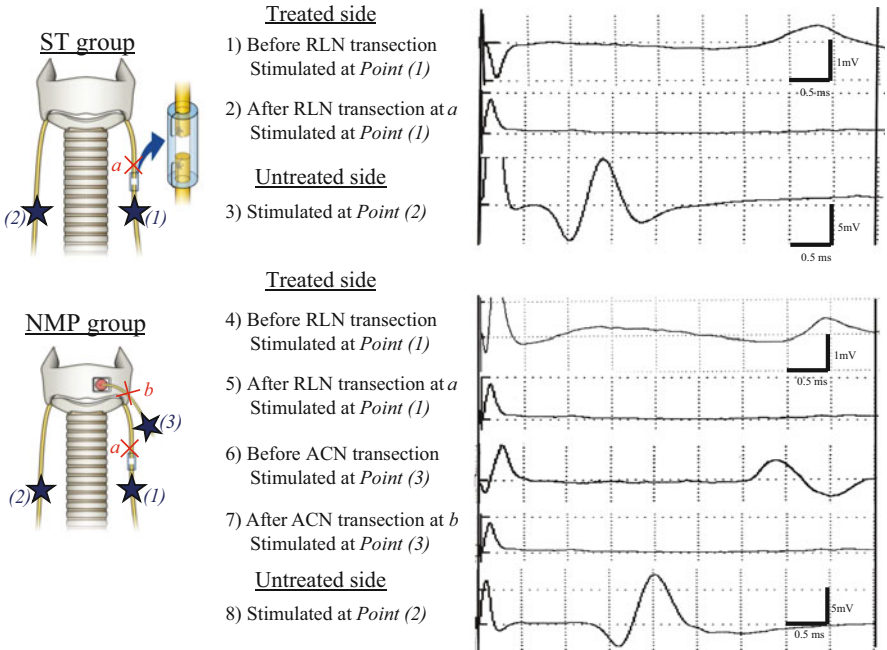 ST group
a
(2)
(1)
Treated side
1) Before RLN transection
Stimulated at Point (1)
2) After RLN transection at a
Stimulated at Point (1)
Untreated side
3) Stimulated at Point (2)
1mV
0.5 ms
5mV
0.5 ms
NMP group
b
(3)
a
(2)
(1)
Treated side
4) Before RLN transection
Stimulated at Point (1)
5) After RLN transection at a
Stimulated at Point (1)
6) Before ACN transection
Stimulated at Point (3)
7) After ACN transection at b
Stimulated at Point (3)
Untreated side
8) Stimulated at Point (2)
1mV
0.5 ms
5mV
0.5 ms